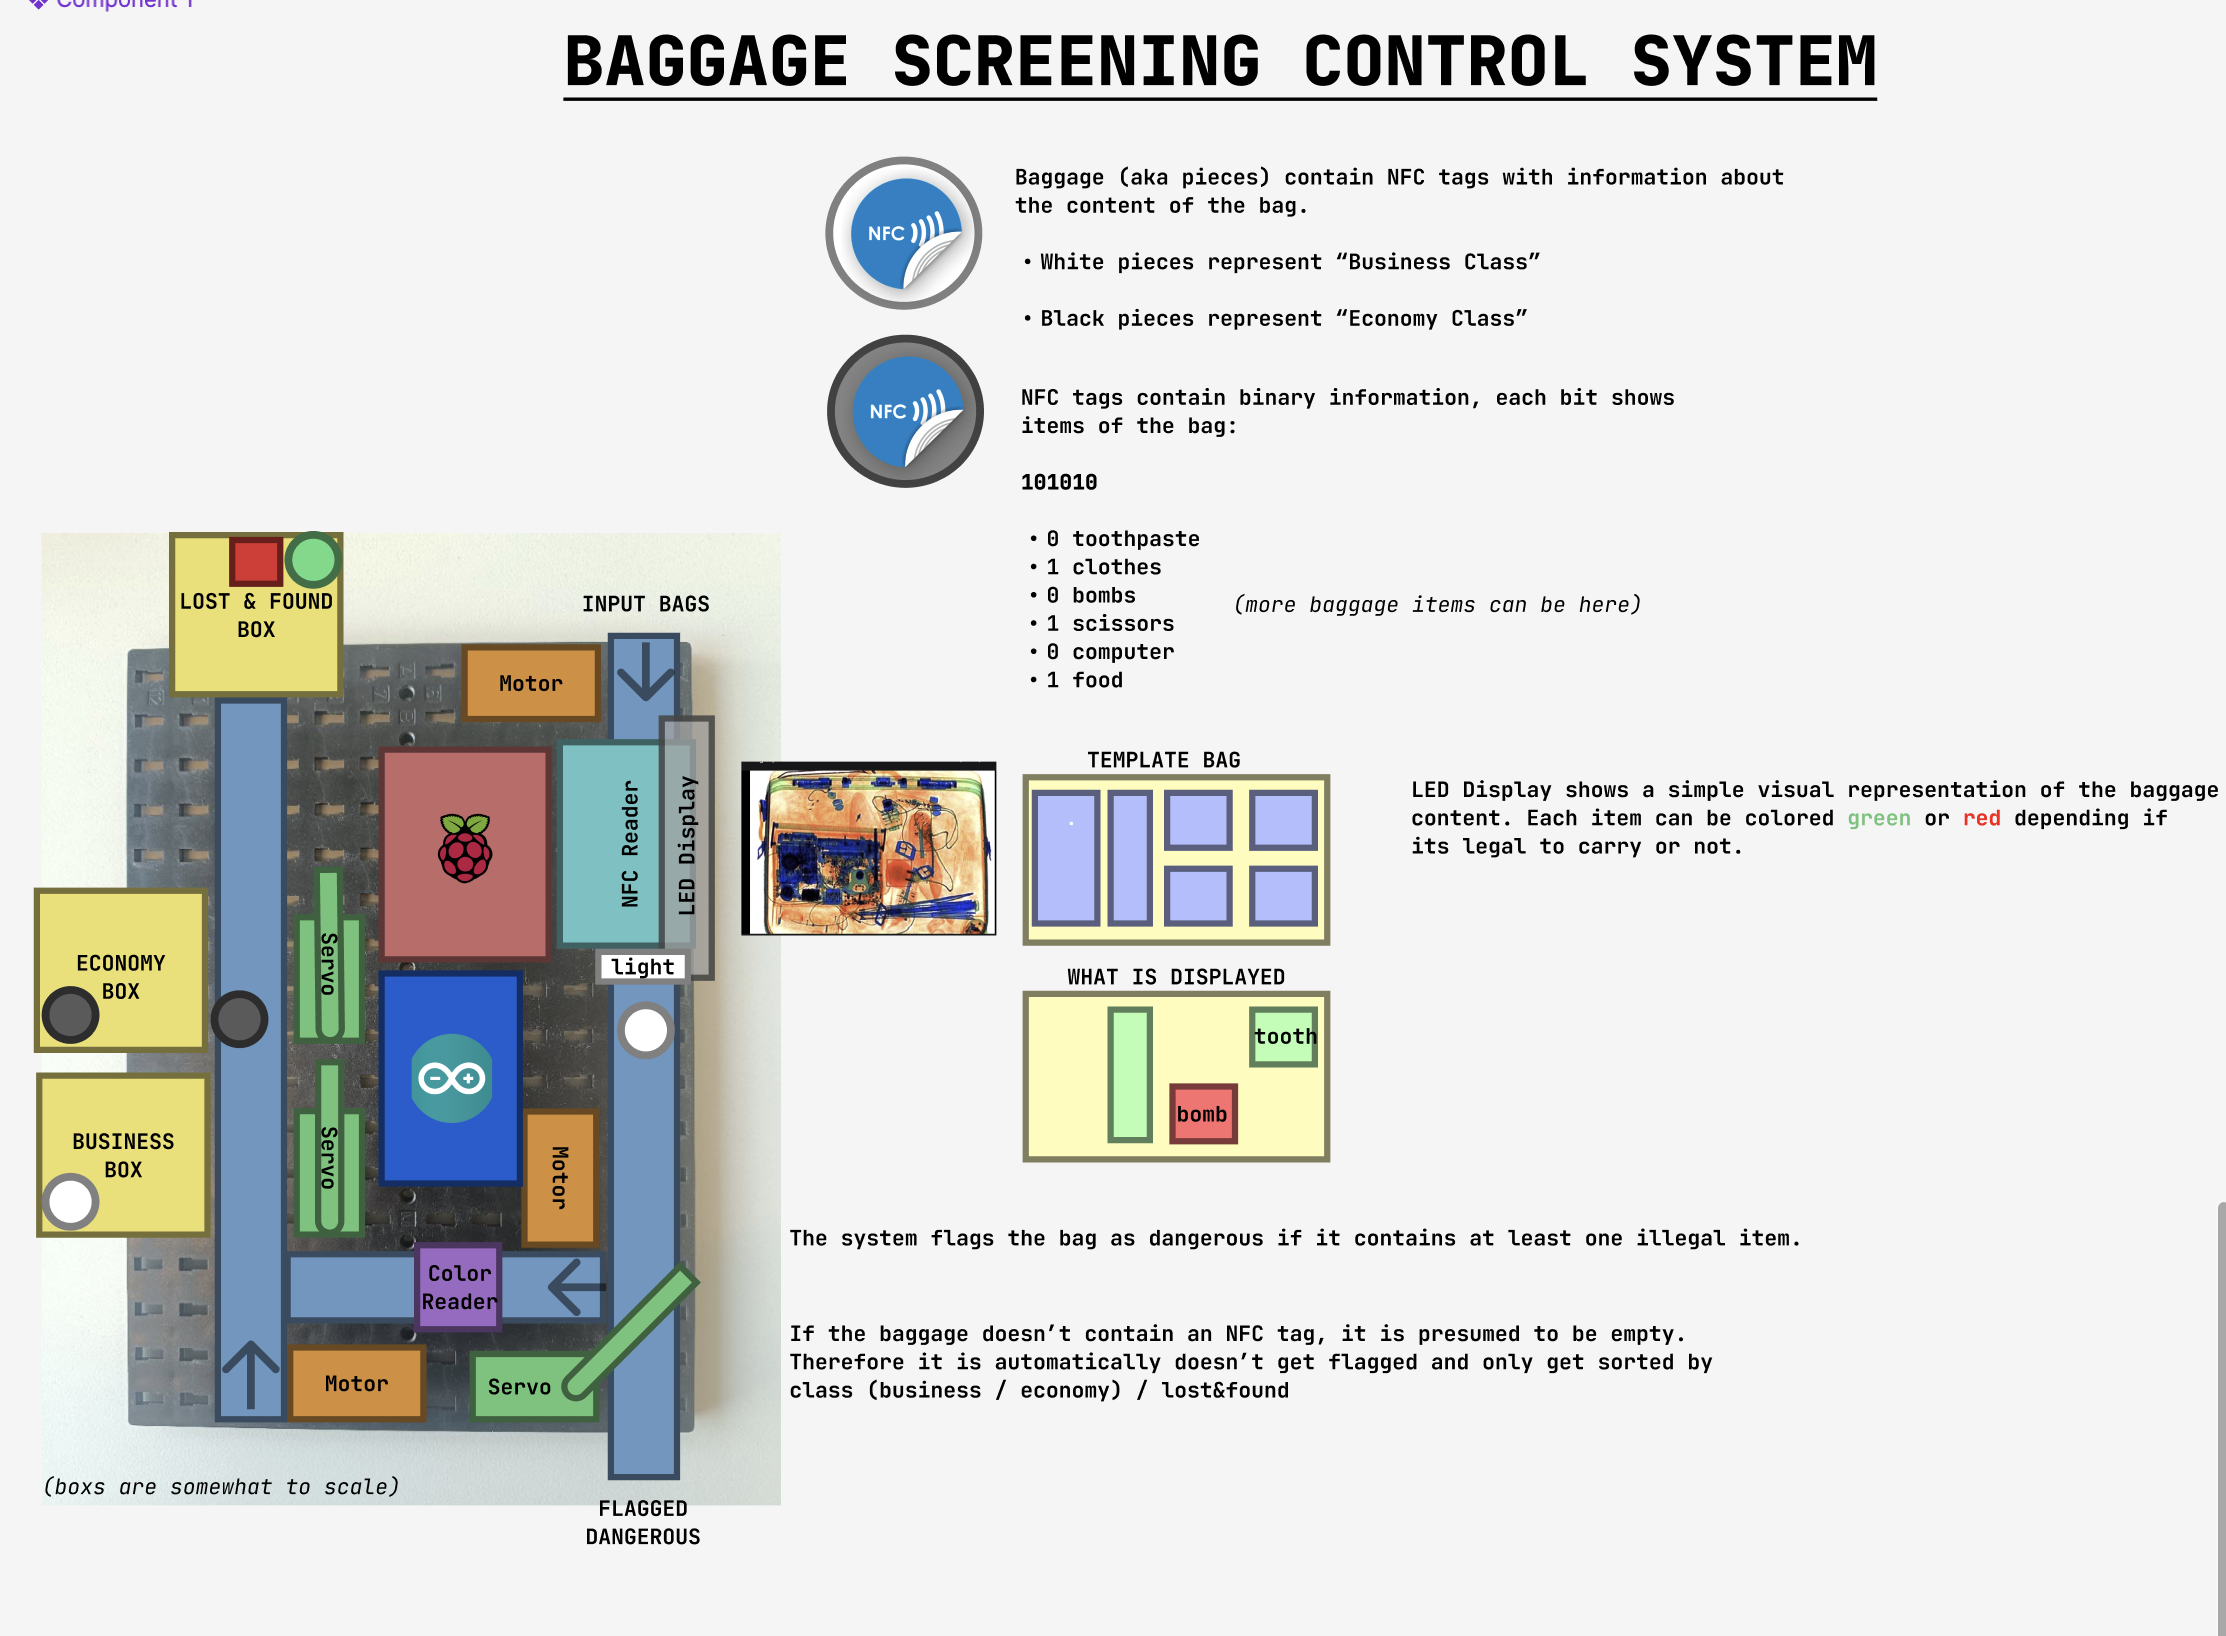 Component 1
BAGGAGE SCREENING CONTROL SYSTEM
NFC
Baggage (aka pieces) contain NFC tags with information about
the content of the bag.
• White pieces represent “Business Class”
• Black pieces represent “Economy Class”
NFC
NFC tags contain binary information, each bit shows
items of the bag:
101010
• 0 toothpaste
• 1 clothes
• 0 bombs
• 1 scissors
• 0 computer
• 1 food
(more baggage items can be here)
LOST & FOUND
BOX
INPUT BAGS
Motor
NFC Reader
LED Display
light
Servo
ECONOMY
BOX
Servo
BUSINESS
BOX
Motor
Color
Reader
Motor
Servo
(boxs are somewhat to scale)
FLAGGED
DANGEROUS
TEMPLATE BAG
WHAT IS DISPLAYED
tooth
bomb
LED Display shows a simple visual representation of the baggage
content. Each item can be colored green or red depending if
its legal to carry or not.
The system flags the bag as dangerous if it contains at least one illegal item.
If the baggage doesn’t contain an NFC tag, it is presumed to be empty.
Therefore it is automatically doesn’t get flagged and only get sorted by
class (business / economy) / lost&found